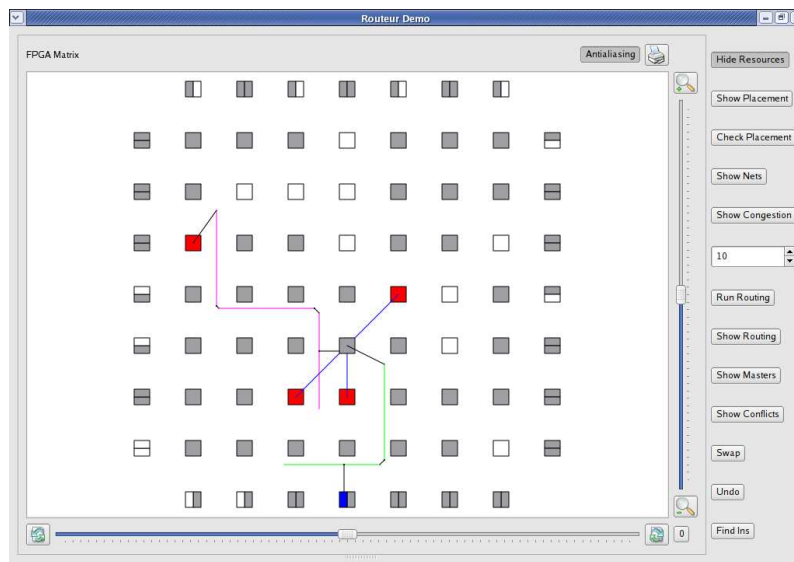 Routeur Demo
FPGA Matrix
Antialiasing
Hide Resources
Show Placement
Check Placement
Show Nets
Show Congestion
10
Run Routing
Show Routing
Show Masters
Show Conflicts
Swap
Undo
0
Find Ins